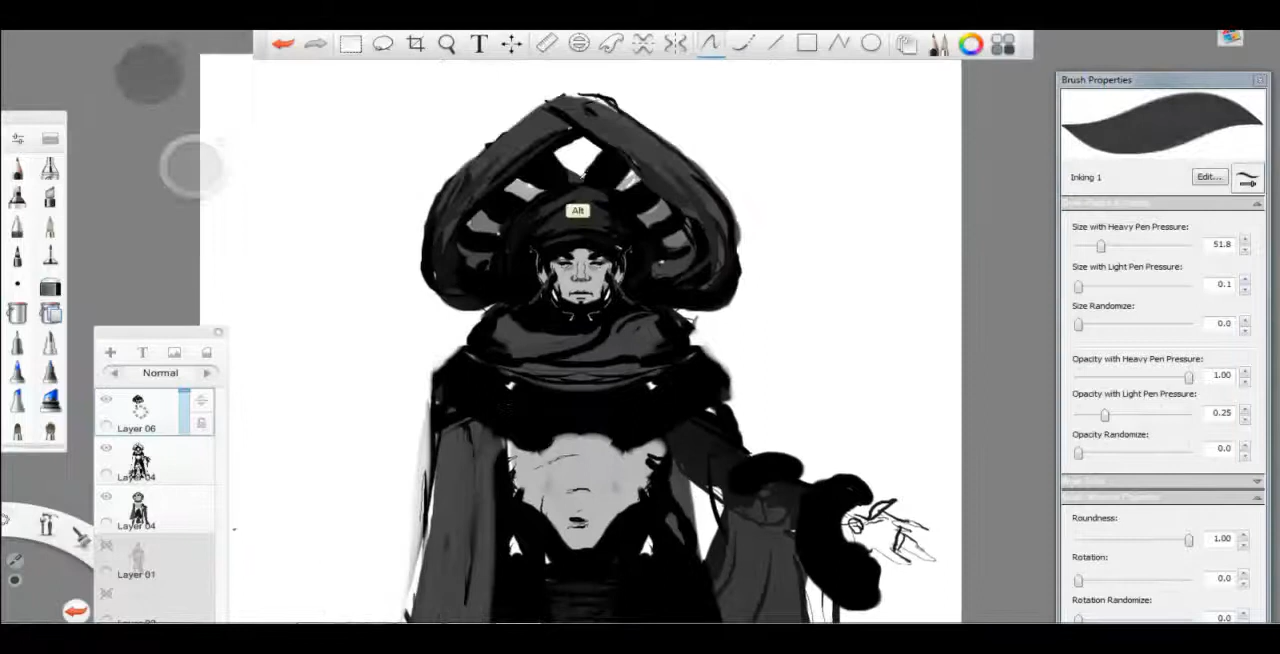 T
Brush Properties
Inking 1
Edit...
Size with Heavy Pen Pressure:
51.8
Size with Light Pen Pressure:
0.1
Size Randomize:
0.0
Opacity with Heavy Pen Pressure:
1.00
Opacity with Light Pen Pressure:
0.25
Opacity Randomize:
0.0
Roundness:
1.00
Rotation:
0.0
Rotation Randomize:
0.0
Alt
T
Normal
Layer 06
Layer 04
Layer 04
Layer 01